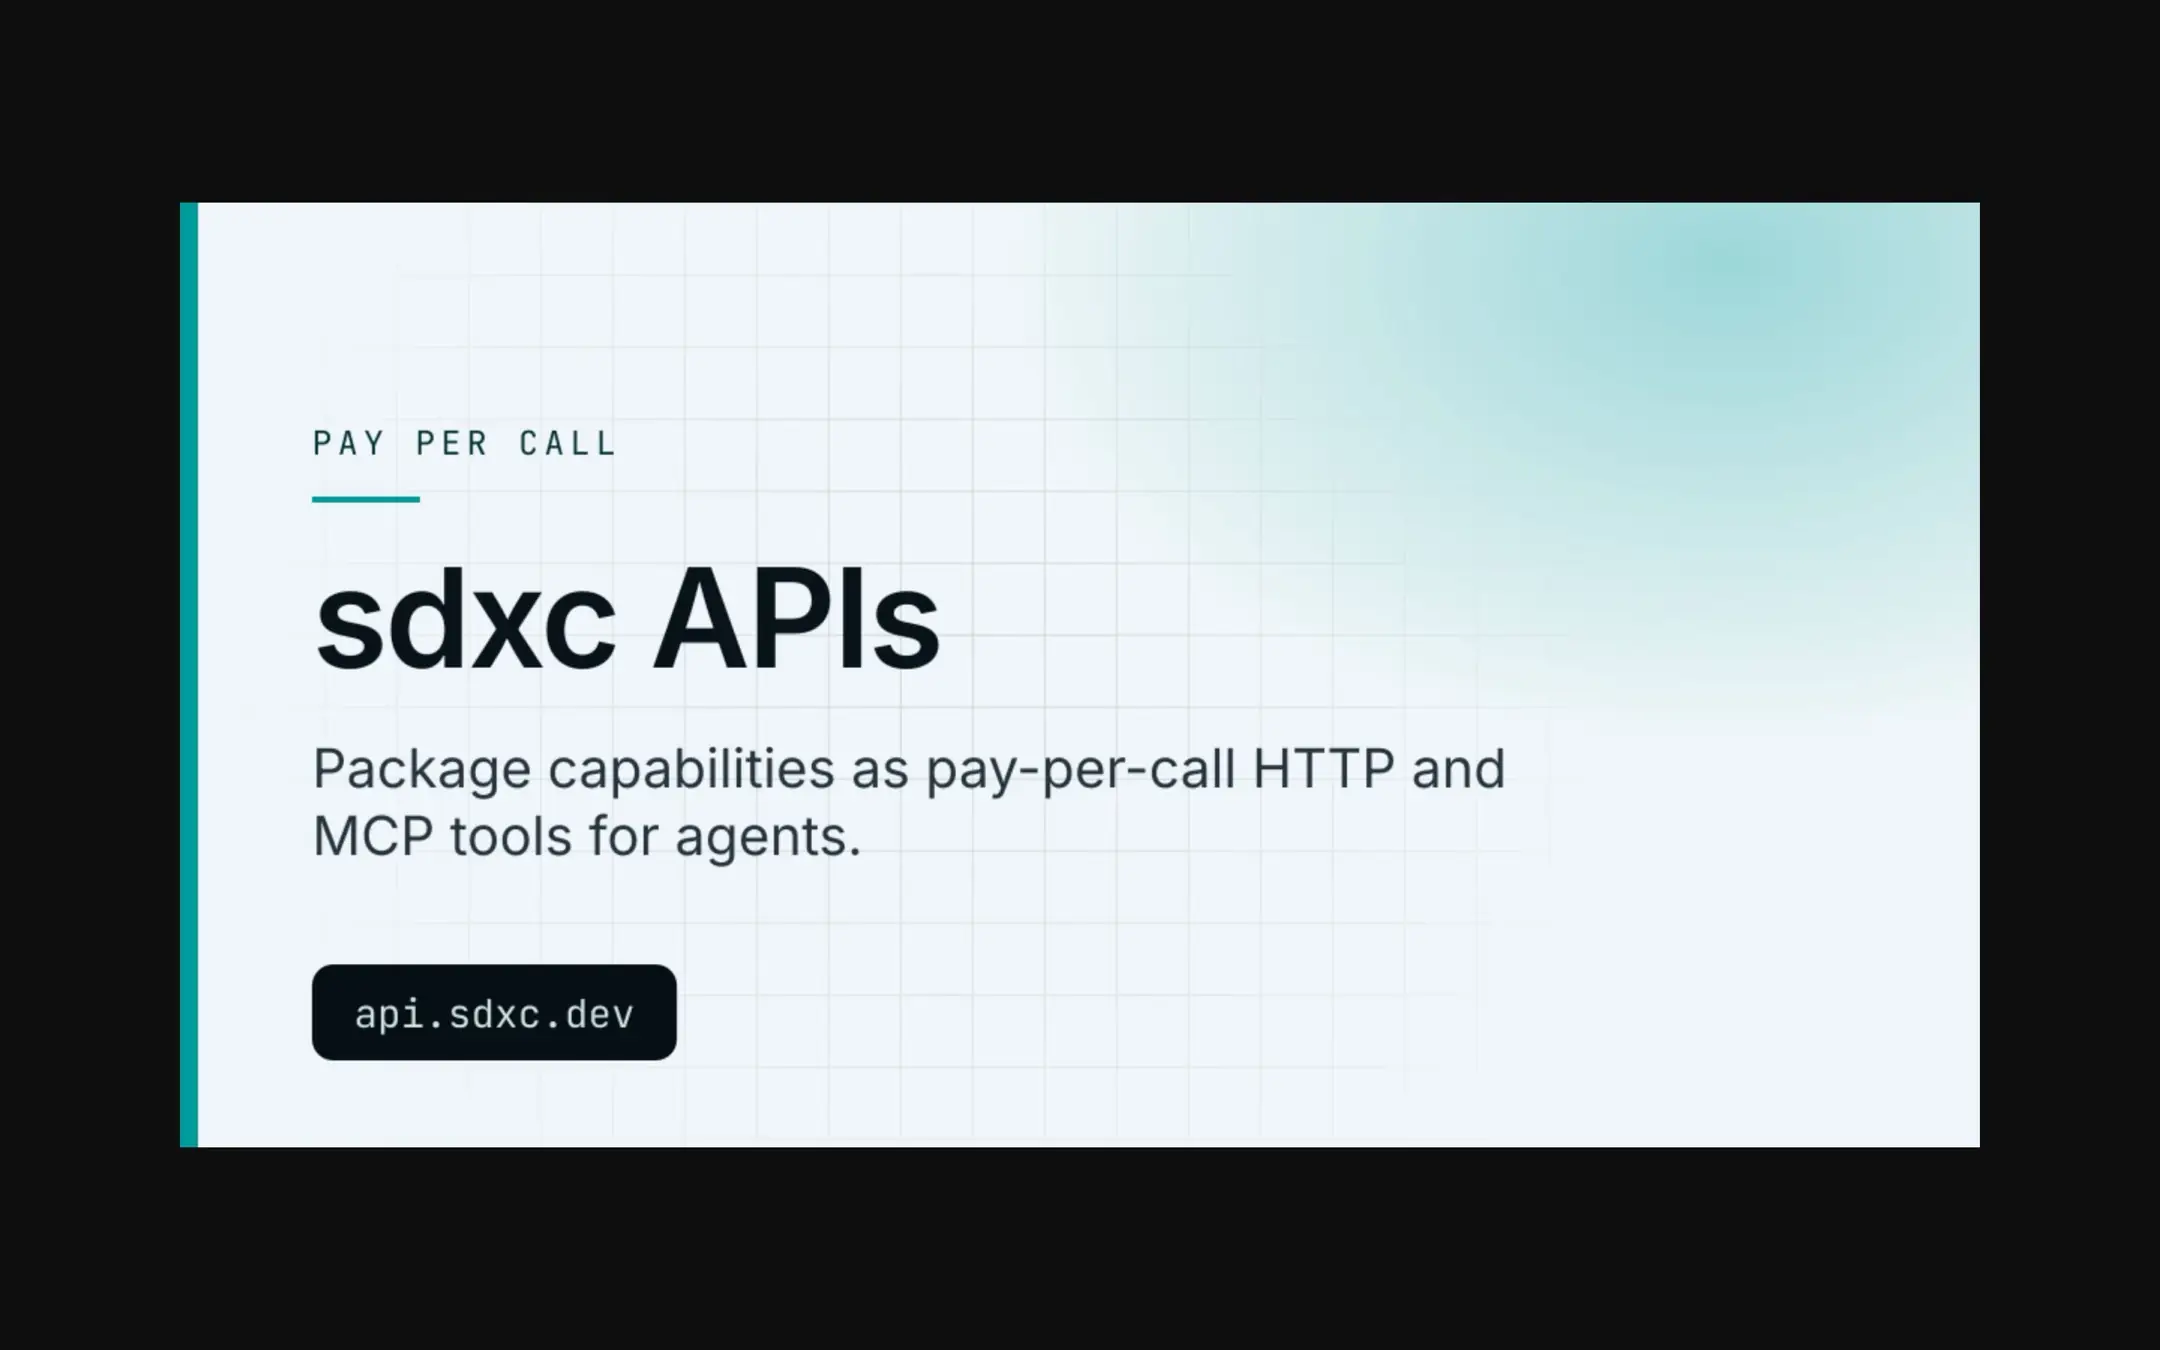 PAY PER CALL
sdxc APIs
Package capabilities as pay-per-call HTTP and
MCP tools for agents.
api.sdxc.dev